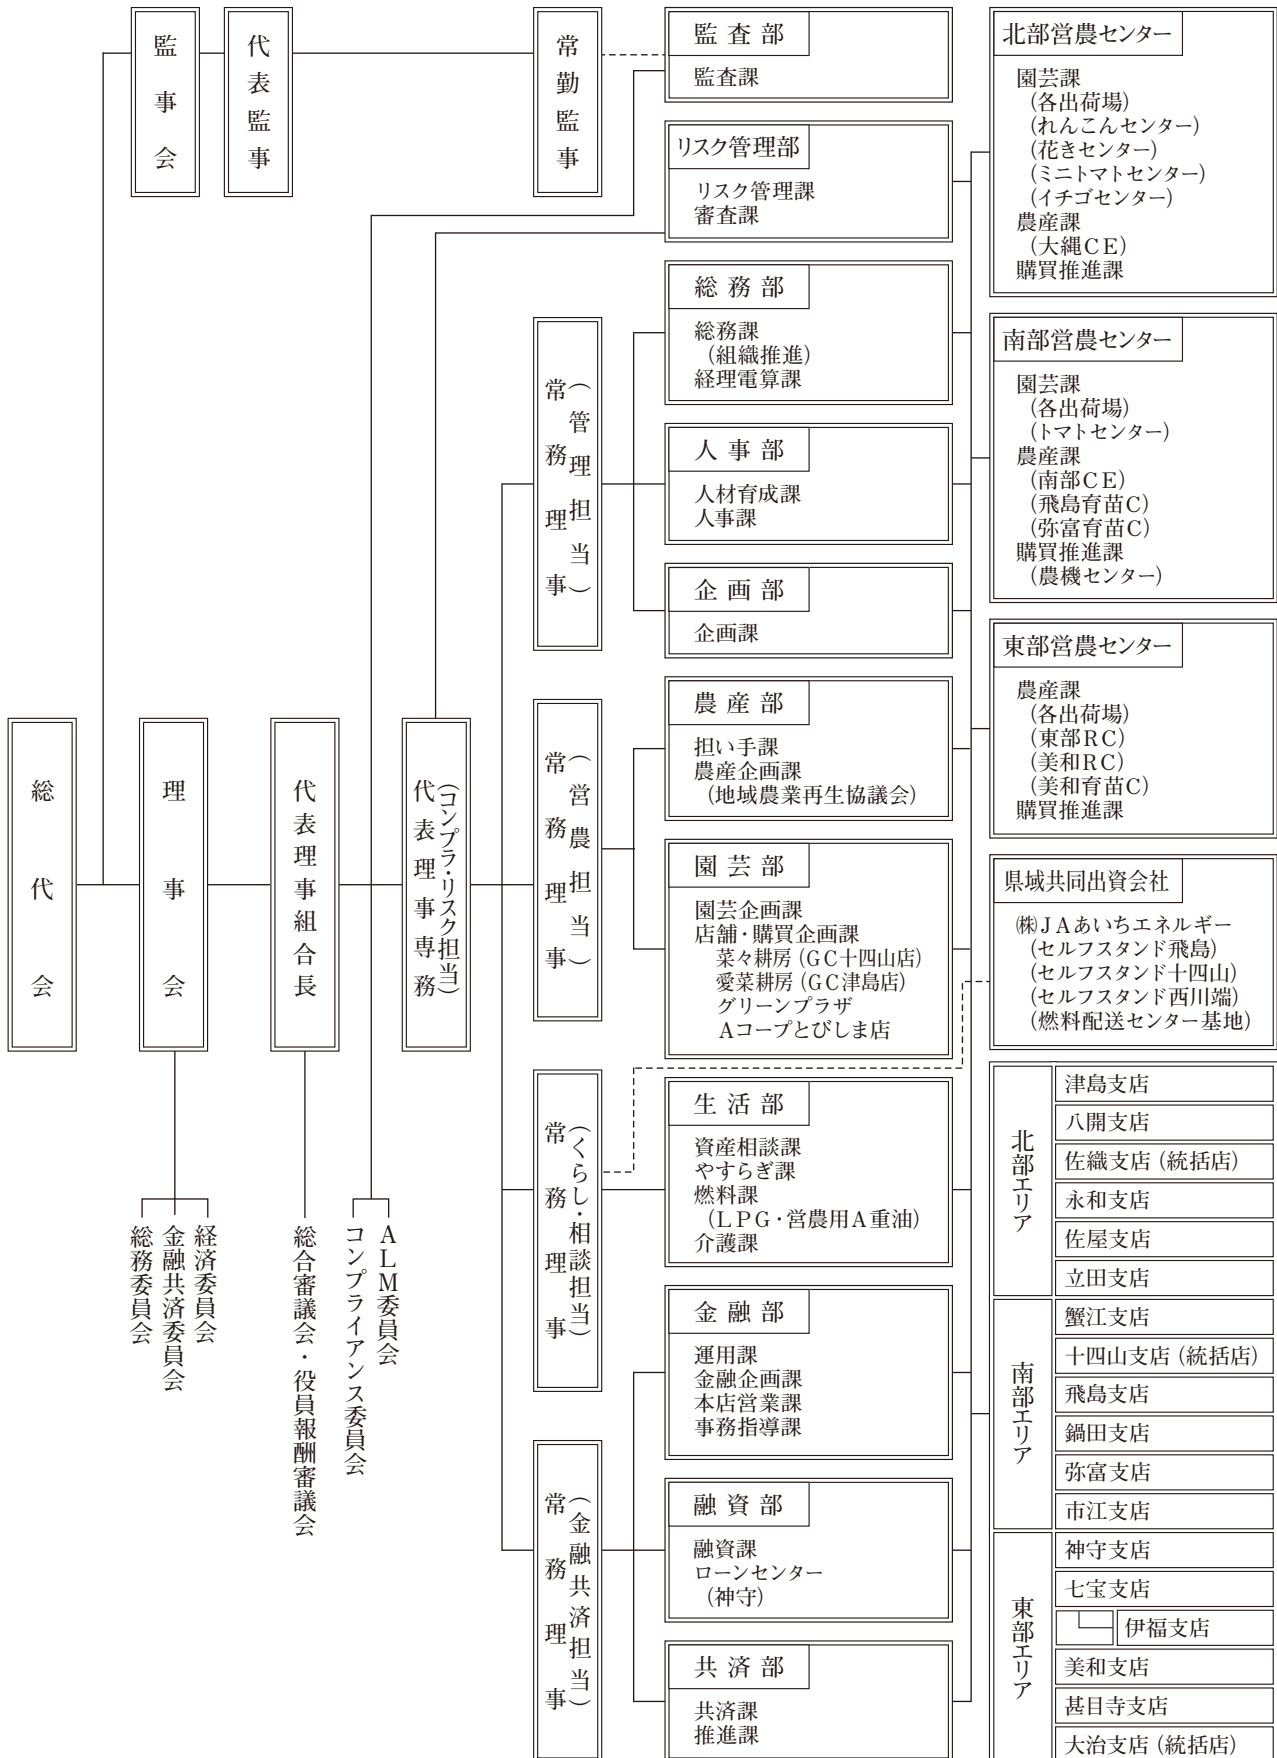 監事会
代表監事
常勤監事
総代会
理事会
総務委員会
金融共済委員会
経済委員会
代表理事組合長
総合審議会・役員報酬審議会
コンプライアンス委員会
ALM委員会
代表理事専務
(コンプラ・リスク担当)
常務理事
(管理担当)
常務理事
(営農担当)
常務理事
(くらし・相談担当)
常務理事
(金融共済担当)
監査部
監査課
リスク管理部
リスク管理課
審査課
総務部
総務課
(組織推進)
経理電算課
人事部
人材育成課
人事課
企画部
企画課
農産部
担い手課
農産企画課
(地域農業再生協議会)
園芸部
園芸企画課
店舗・購買企画課
菜々耕房(GC十四山店)
愛菜耕房(GC津島店)
グリーンプラザ
Aコープとびしま店
生活部
資産相談課
やすらぎ課
燃料課
(LPG・営農用A重油)
介護課
金融部
運用課
金融企画課
本店営業課
事務指導課
融資部
融資課
ローンセンター
(神守)
共済部
共済課
推進課
北部営農センター
園芸課
(各出荷場)
(れんこんセンター)
(花きセンター)
(ミニトマトセンター)
(イチゴセンター)
農産課
(大縄CE)
購買推進課
南部営農センター
園芸課
(各出荷場)
(トマトセンター)
農産課
(南部CE)
(飛島育苗C)
(弥富育苗C)
購買推進課
(農機センター)
東部営農センター
農産課
(各出荷場)
(東部RC)
(美和RC)
(美和育苗C)
購買推進課
県域共同出資会社
㈱JAあいちエネルギー
(セルフスタンド飛島)
(セルフスタンド十四山)
(セルフスタンド西川端)
(燃料配送センター基地)
北部エリア
津島支店
八開支店
佐織支店(統括店)
永和支店
佐屋支店
立田支店
南部エリア
蟹江支店
十四山支店(統括店)
飛島支店
鍋田支店
弥富支店
市江支店
東部エリア
神守支店
七宝支店
伊福支店
美和支店
甚目寺支店
大治支店(統括店)